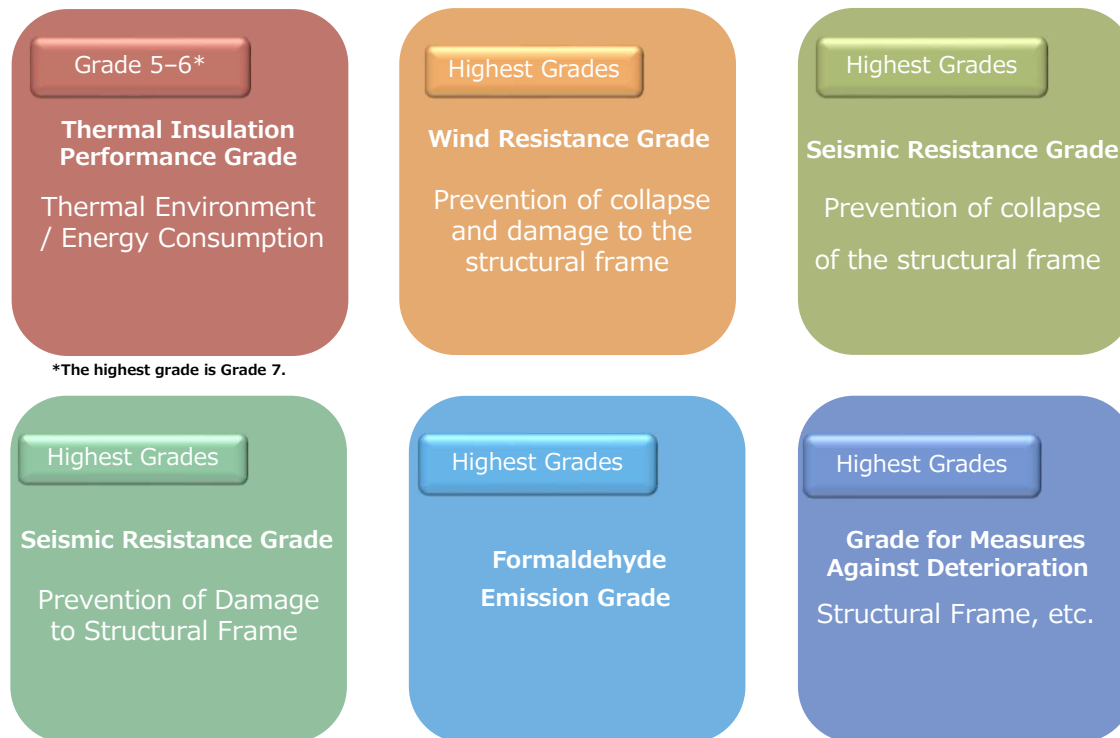 Grade 5–6*
Thermal Insulation
Performance Grade
Thermal Environment
/ Energy Consumption
*The highest grade is Grade 7.
Highest Grades
Wind Resistance Grade
Prevention of collapse
and damage to the
structural frame
Highest Grades
Seismic Resistance Grade
Prevention of collapse
of the structural frame
Highest Grades
Seismic Resistance Grade
Prevention of Damage
to Structural Frame
Highest Grades
Formaldehyde
Emission Grade
Highest Grades
Grade for Measures
Against Deterioration
Structural Frame, etc.